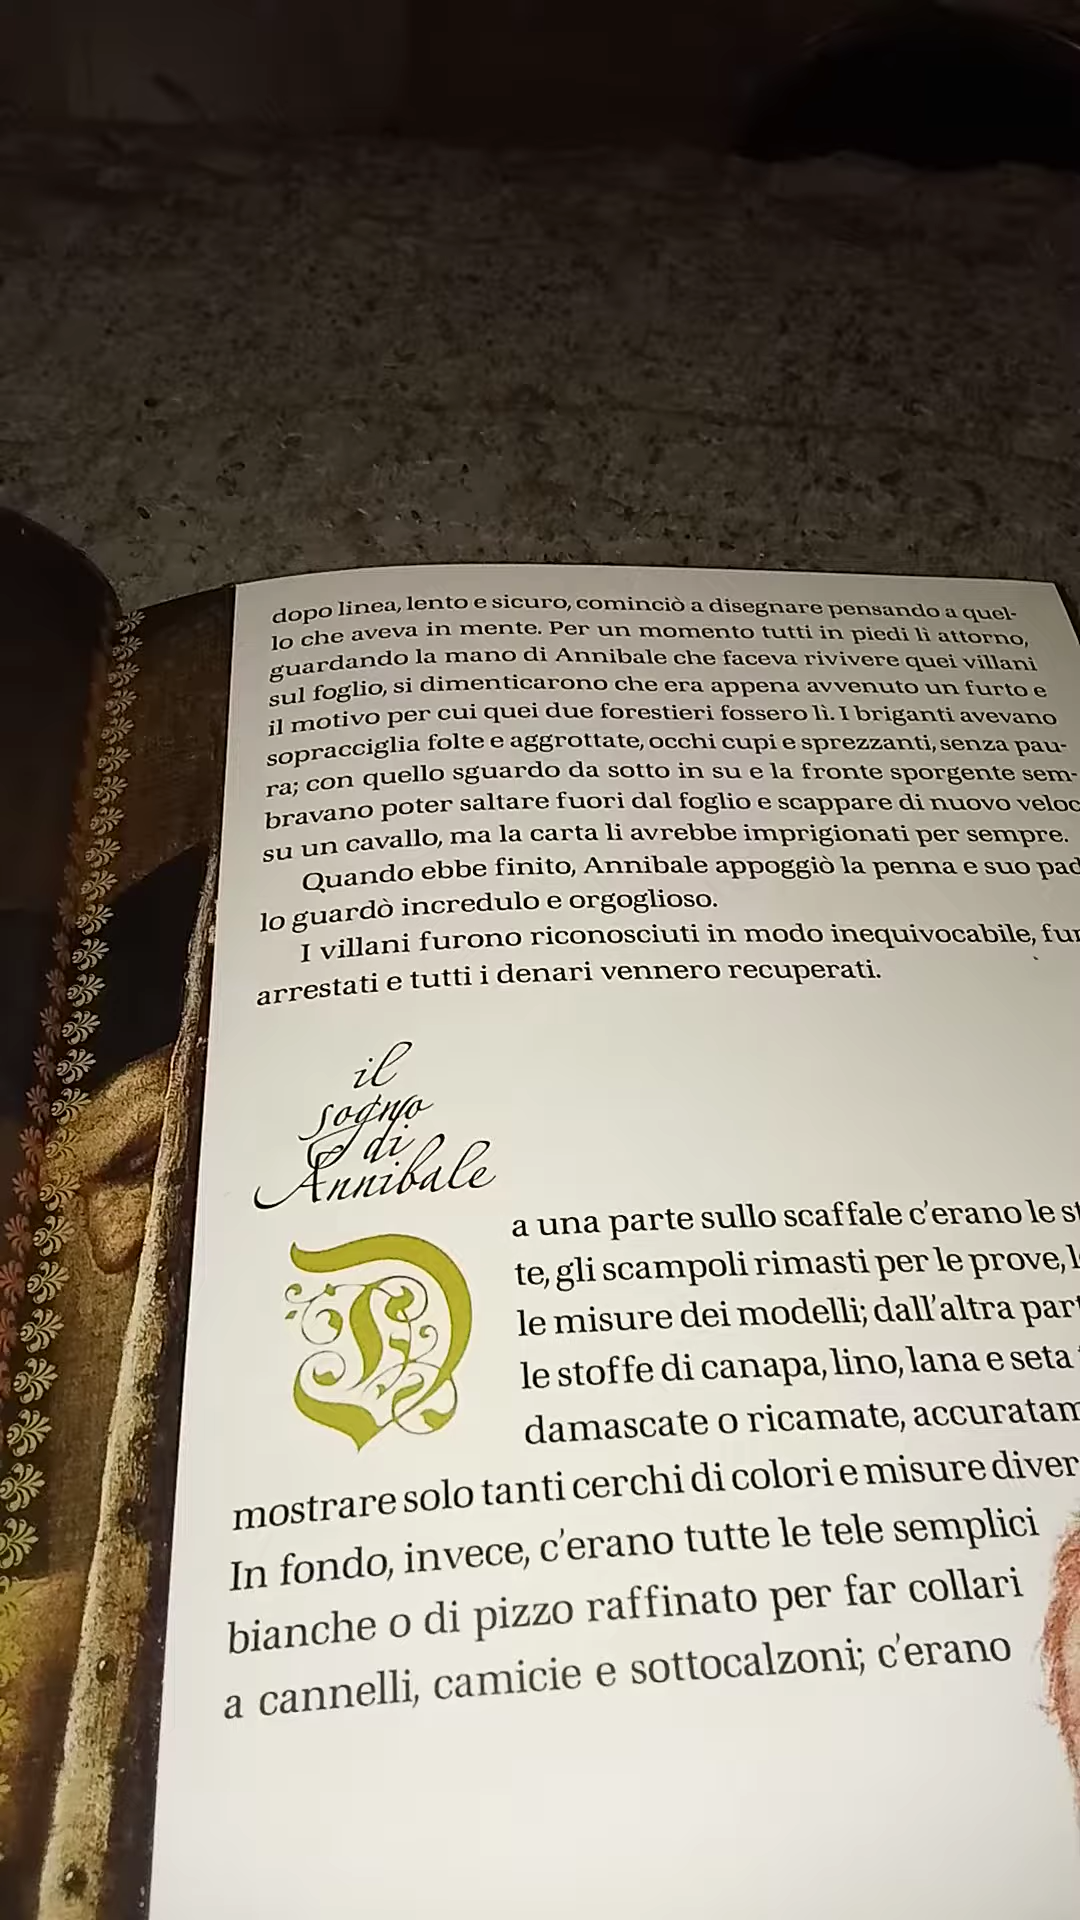 dopo linea, lento e sicuro, cominciò a disegnare pensando a quel-
lo che aveva in mente. Per un momento tutti in piedi lì attorno,
guardando la mano di Annibale che faceva rivivere quei villani
sul foglio, si dimenticarono che era appena avvenuto un furto e
il motivo per cui quei due forestieri fossero lì. I briganti avevano
sopracciglia folte e aggrottate, occhi cupi e sprezzanti, senza pau-
ra; con quello sguardo da sotto in su e la fronte sporgente sem-
bravano poter saltare fuori dal foglio e scappare di nuovo
su un cavallo, ma la carta li avrebbe imprigionati per sempre.
Quando ebbe finito, Annibale appoggiò la penna e suo
lo guardò incredulo e orgoglioso.
I villani furono riconosciuti in modo inequivocabile,
arrestati e tutti i denari vennero recuperati.
il
sogno
di
Annibale
Da una parte sullo scaffale c'erano le
te, gli scampoli rimasti per le prove,
le misure dei modelli; dall'altra
le stoffe di canapa, lino, lana e seta
damascate o ricamate,
mostrare solo tanti cerchi di colori e misure
In fondo, invece, c'erano tutte le tele semplici
bianche o di pizzo raffinato per far collari
a cannelli, camicie e sottocalzoni; c'erano